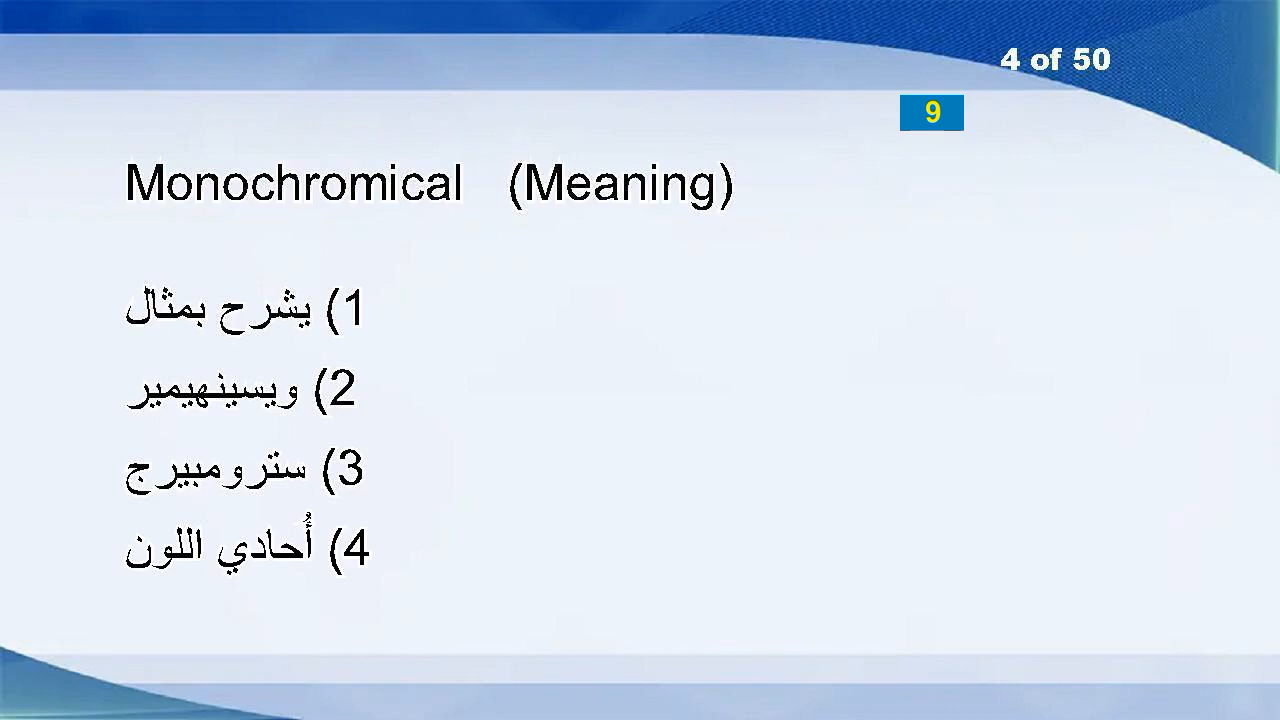 4 of 50
9
Monochromical (Meaning)
1) يشرح بمثال
2) ويسينهيمير
3) سترومبيرج
4) أُحادي اللون